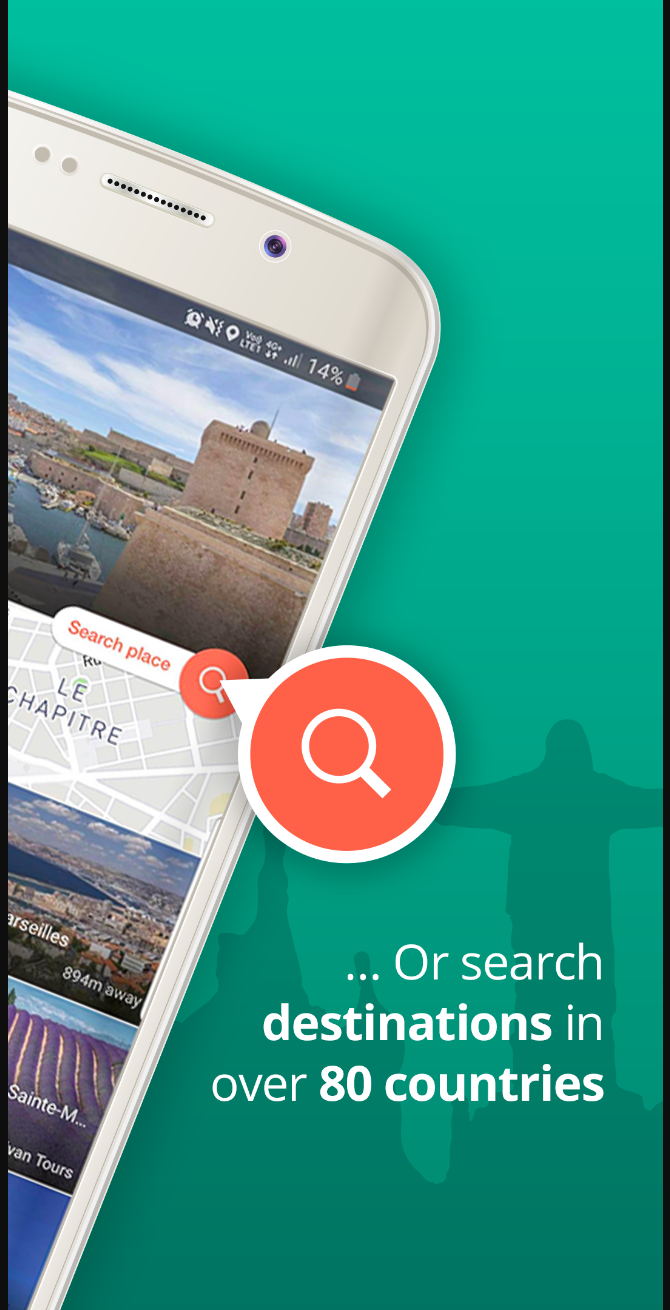 Voj) 4G+
LTE1
14%
Search place
Ru
LE
CHAPITRE
arseilles
894m away
Sainte-M...
van Tours
... Or search
destinations in
over 80 countries